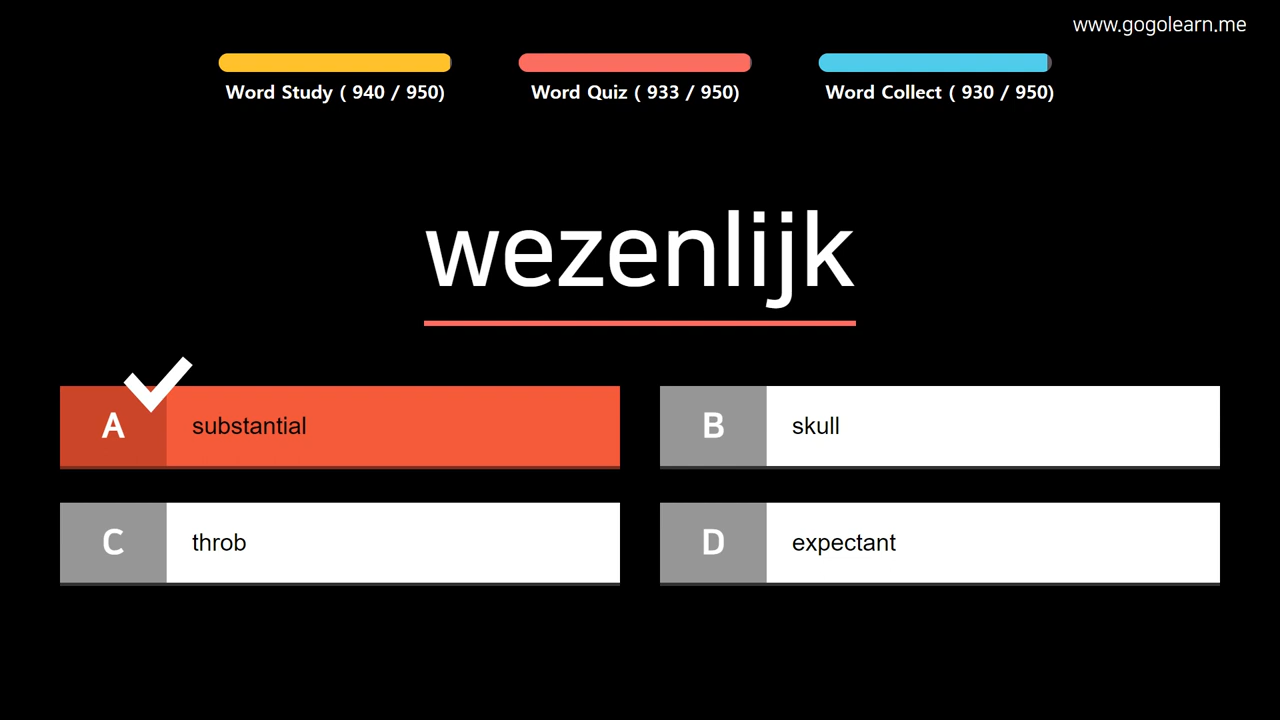 www.gogolearn.me
Word Study ( 940 / 950)
Word Quiz ( 933 / 950)
Word Collect ( 930 / 950)
wezenlijk
A substantial
B skull
C throb
D expectant